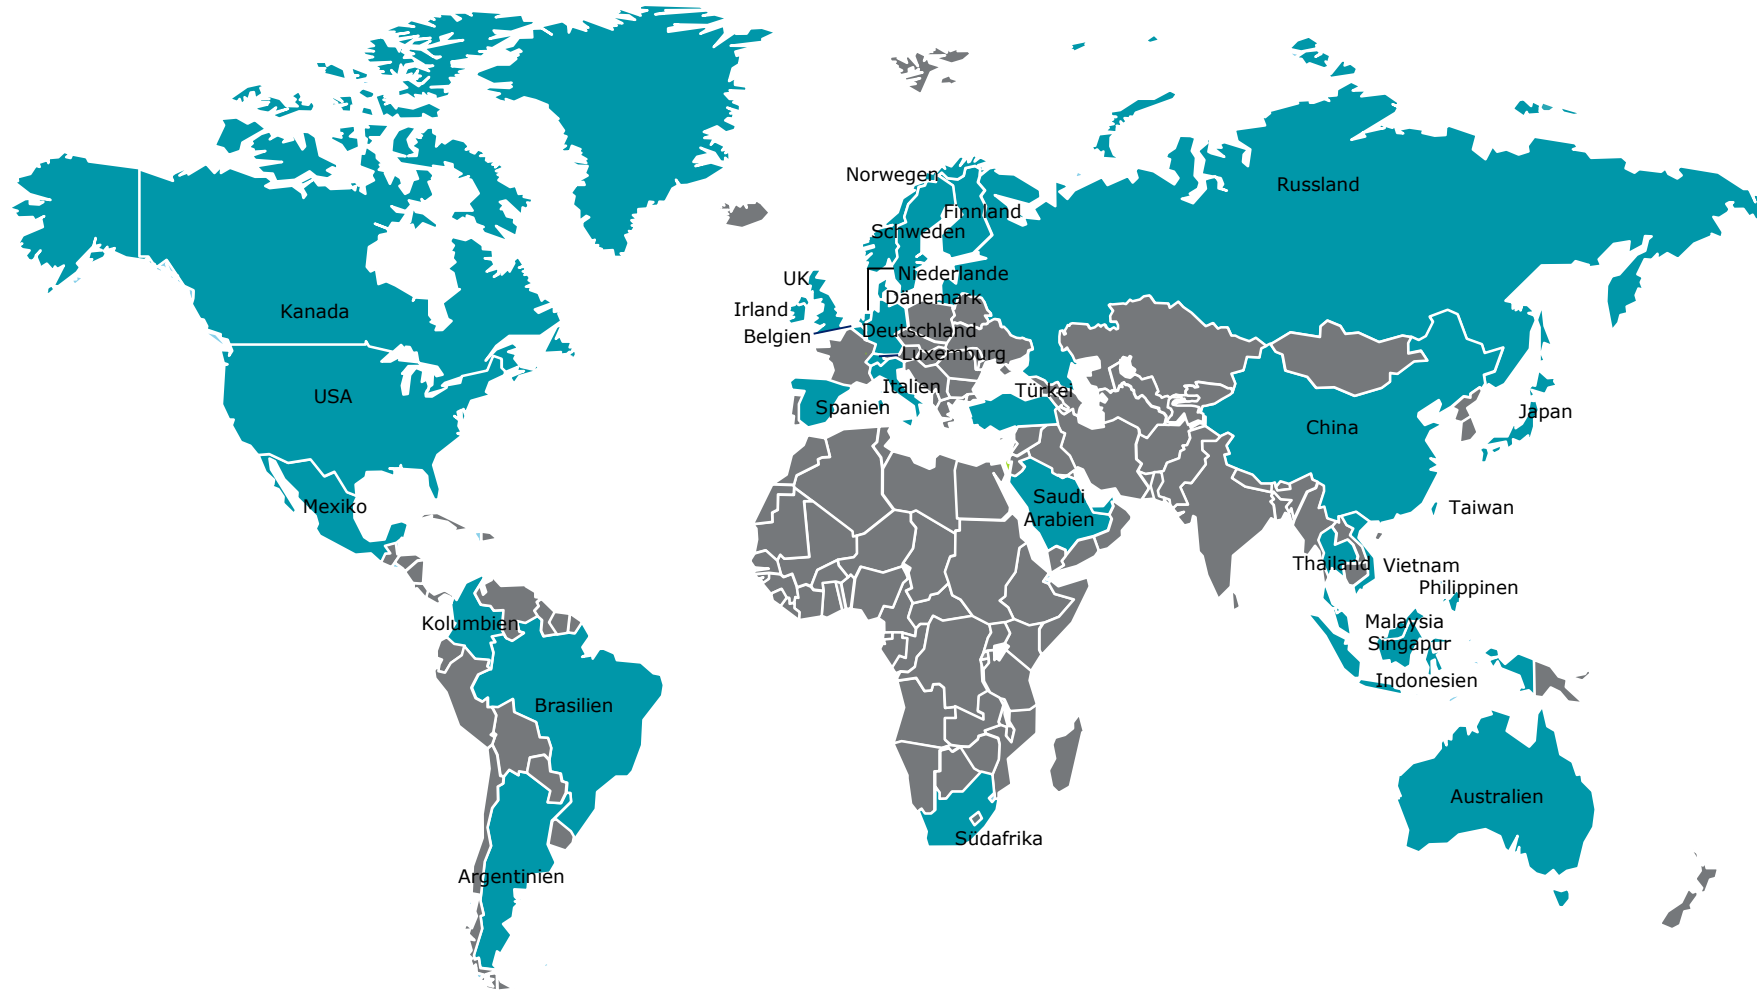 Norwegen
Russland
Finnland
Schweden
UK
Niederlande
Dänemark
Irland
Kanada
Belgien
Deutschland
Luxemburg
Italien
Türkei
USA
Spanien
Japan
China
Saudi
Arabien
Mexiko
Taiwan
Thailand
Vietnam
Philippinen
Kolumbien
Malaysia
Singapur
Indonesien
Brasilien
Australien
Südafrika
Argentinien